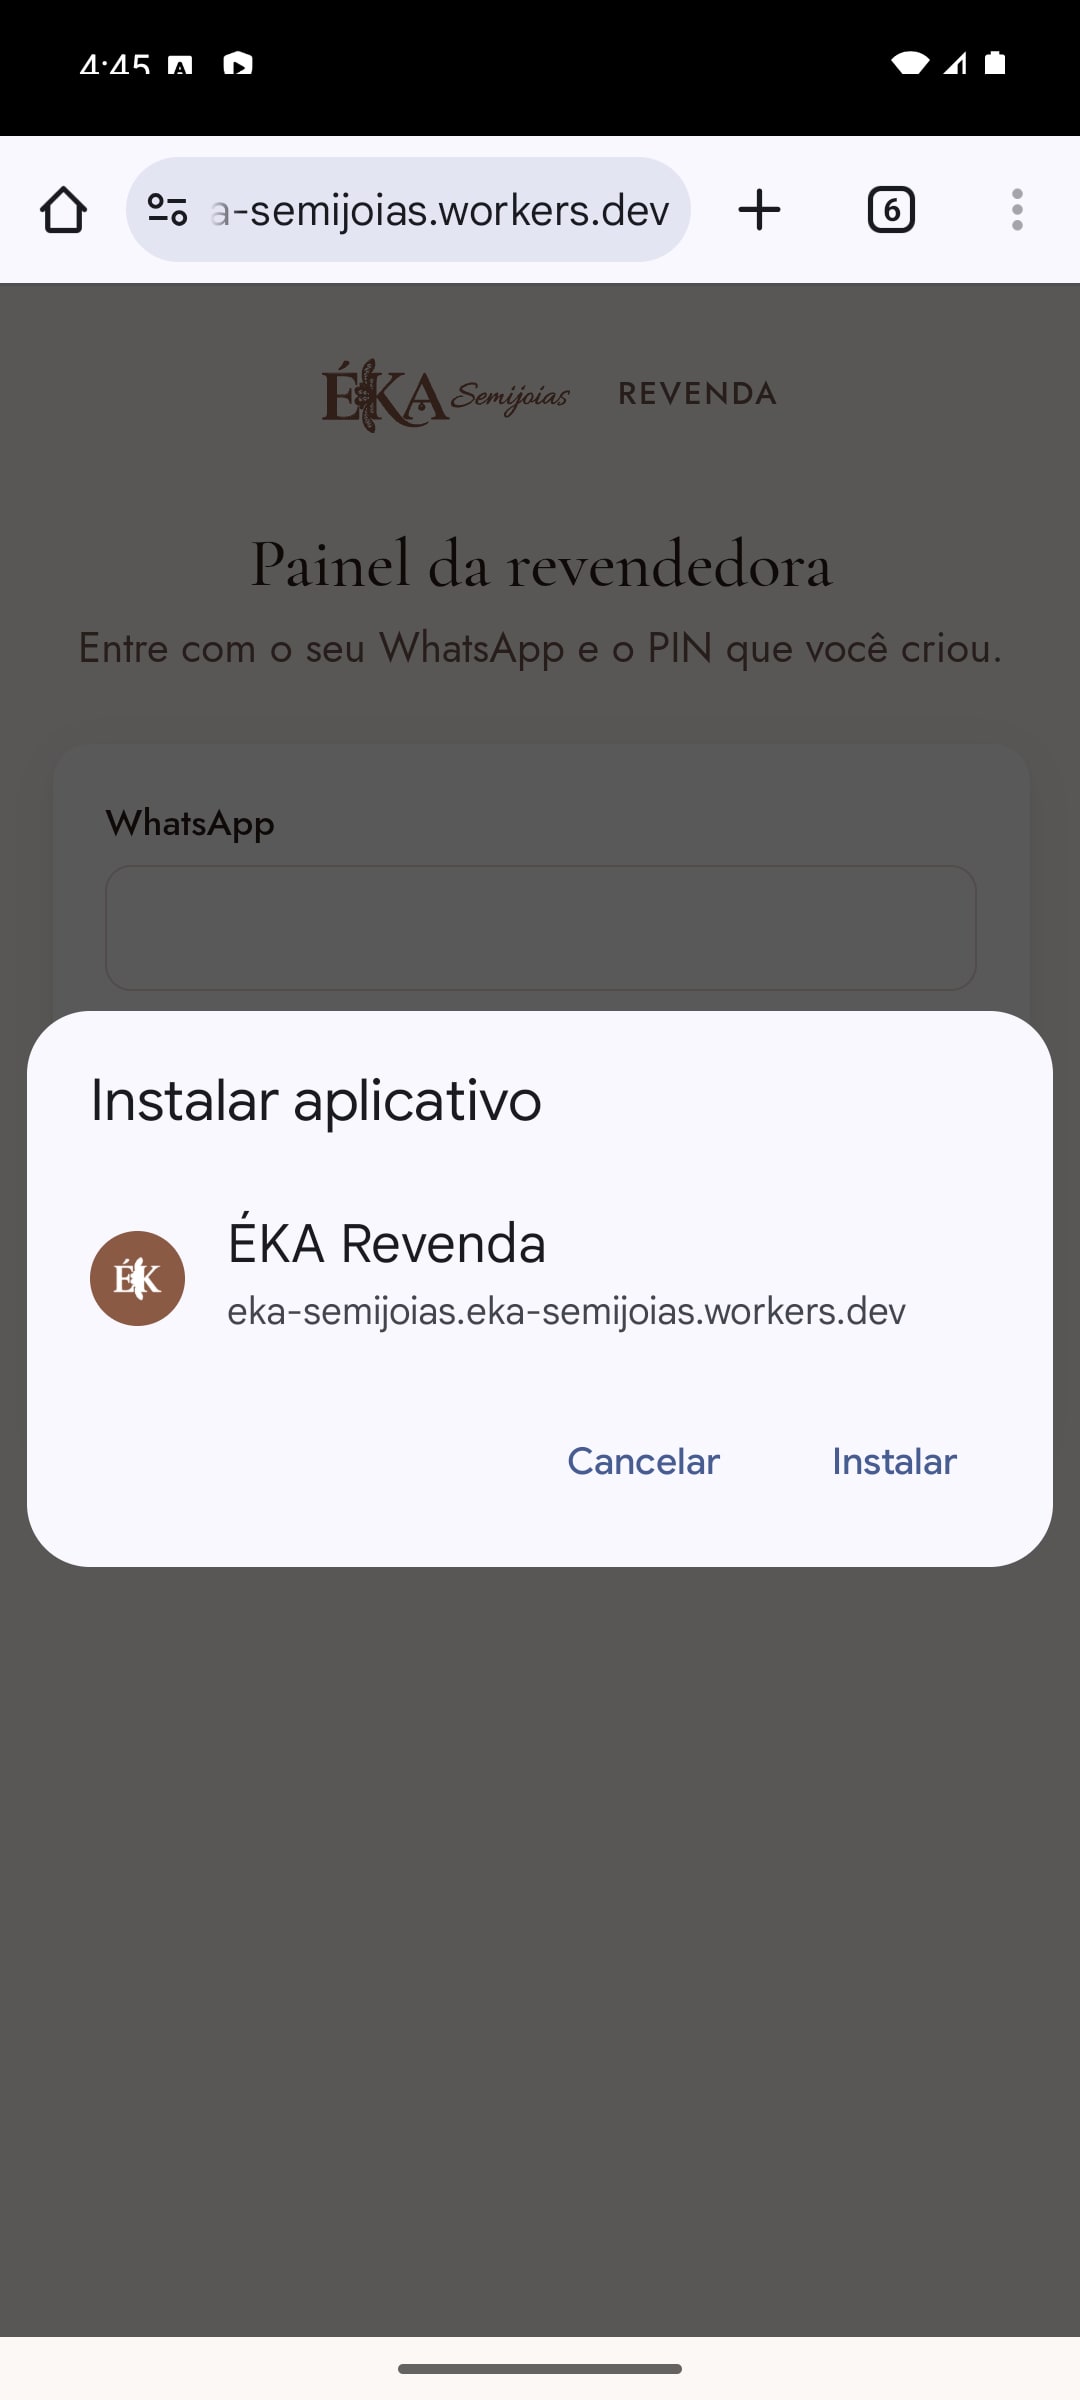 4:45
a-semijoias.workers.dev
6
ÉKA Semijoias REVENDA
Painel da revendedora
Entre com o seu WhatsApp e o PIN que você criou.
WhatsApp
Instalar aplicativo
ÉK
ÉKA Revenda
eka-semijoias.eka-semijoias.workers.dev
Cancelar Instalar